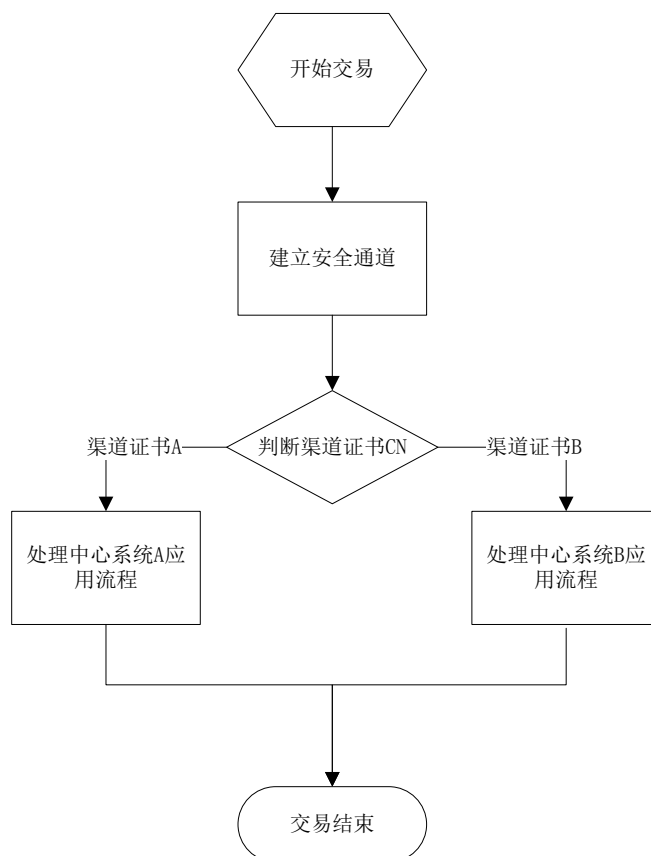 开始交易
建立安全通道
渠道证书A
判断渠道证书CN
渠道证书B
处理中心系统A应
用流程
处理中心系统B应
用流程
交易结束